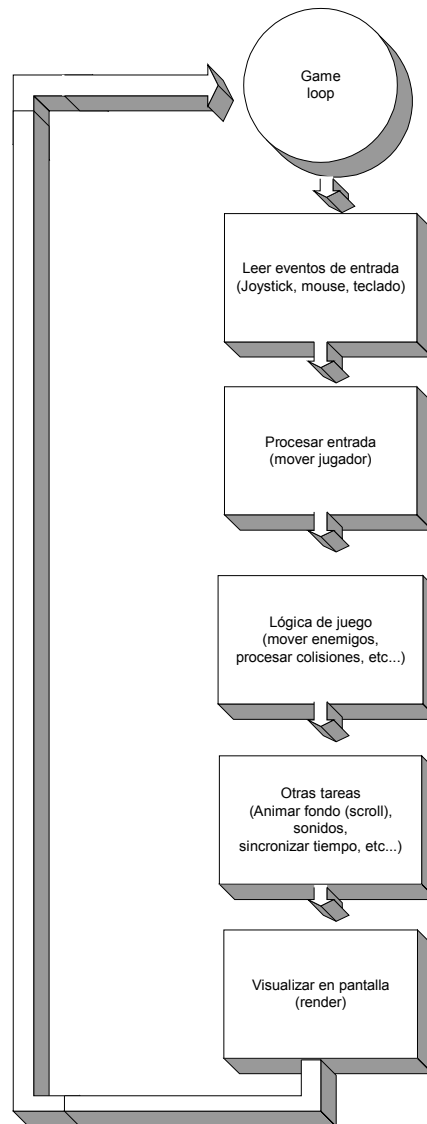 Game
loop
Leer eventos de entrada
(Joystick, mouse, teclado)
Procesar entrada
(mover jugador)
Lógica de juego
(mover enemigos,
procesar colisiones, etc...)
Otras tareas
(Animar fondo (scroll),
sonidos,
sincronizar tiempo, etc...)
Visualizar en pantalla
(render)